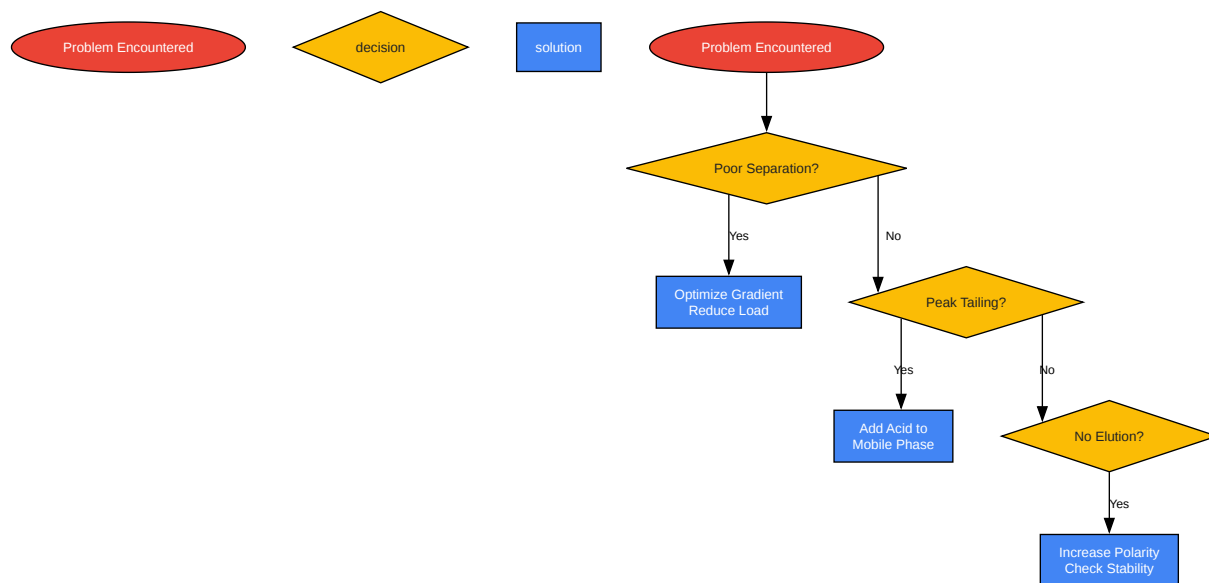 Problem Encountered
decision
solution
Problem Encountered
Poor Separation?
Yes
No
Optimize Gradient
Reduce Load
Peak Tailing?
Yes
No
Add Acid to
Mobile Phase
No Elution?
Yes
Increase Polarity
Check Stability